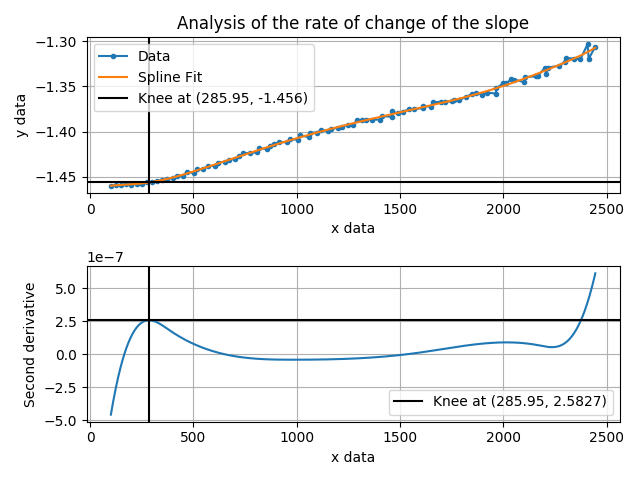 Analysis of the rate of change of the slope
−1.30
−1.35
−1.40
−1.45
y data
Data
Spline Fit
Knee at (285.95, -1.456)
0 500 1000 1500 2000 2500
x data
1e−7
5.0
2.5
0.0
−2.5
−5.0
Second derivative
Knee at (285.95, 2.5827)
0 500 1000 1500 2000 2500
x data